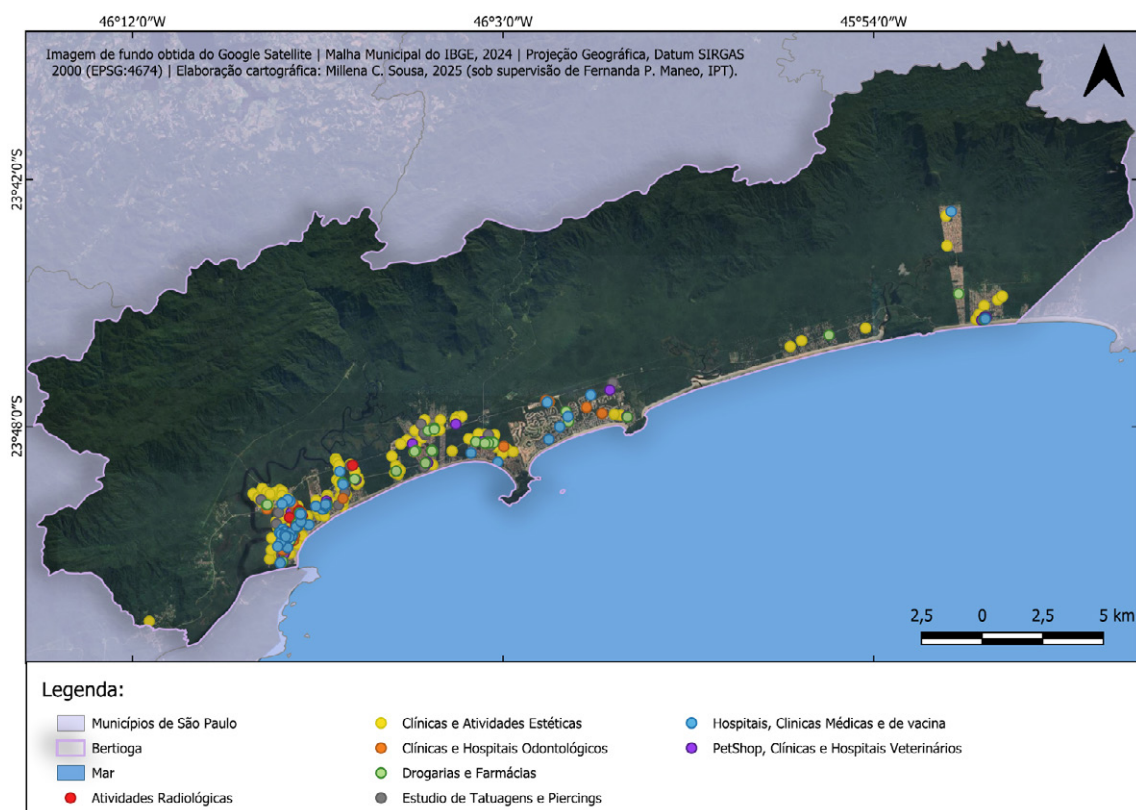 46°12'0"W 46°3'0"W 45°54'0"W
Imagem de fundo obtida do Google Satellite | Malha Municipal do IBGE, 2024 | Projeção Geográfica, Datum SIRGAS
2000 (EPSG:4674) | Elaboração cartográfica: Millena C. Sousa, 2025 (sob supervisão de Fernanda P. Maneo, IPT).
23°42'0"S
23°48'0"S
2,5 0 2,5 5 km
Legenda:
Municípios de São Paulo
Bertioga
Mar
Atividades Radiológicas
Clínicas e Atividades Estéticas
Clínicas e Hospitais Odontológicos
Drogarias e Farmácias
Estudio de Tatuagens e Piercings
Hospitais, Clinicas Médicas e de vacina
PetShop, Clínicas e Hospitais Veterinários